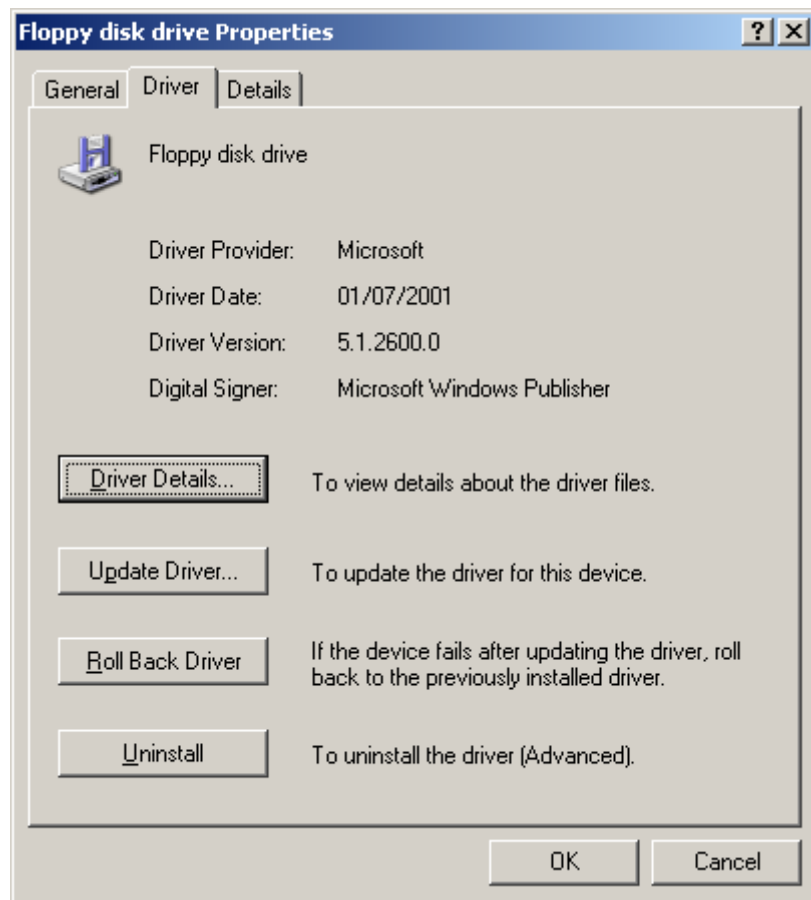 Floppy disk drive Properties
General Driver Details
Floppy disk drive
Driver Provider: Microsoft
Driver Date: 01/07/2001
Driver Version: 5.1.2600.0
Digital Signer: Microsoft Windows Publisher
Driver Details... To view details about the driver files.
Update Driver... To update the driver for this device.
Roll Back Driver If the device fails after updating the driver, roll
back to the previously installed driver.
Uninstall To uninstall the driver (Advanced).
OK Cancel